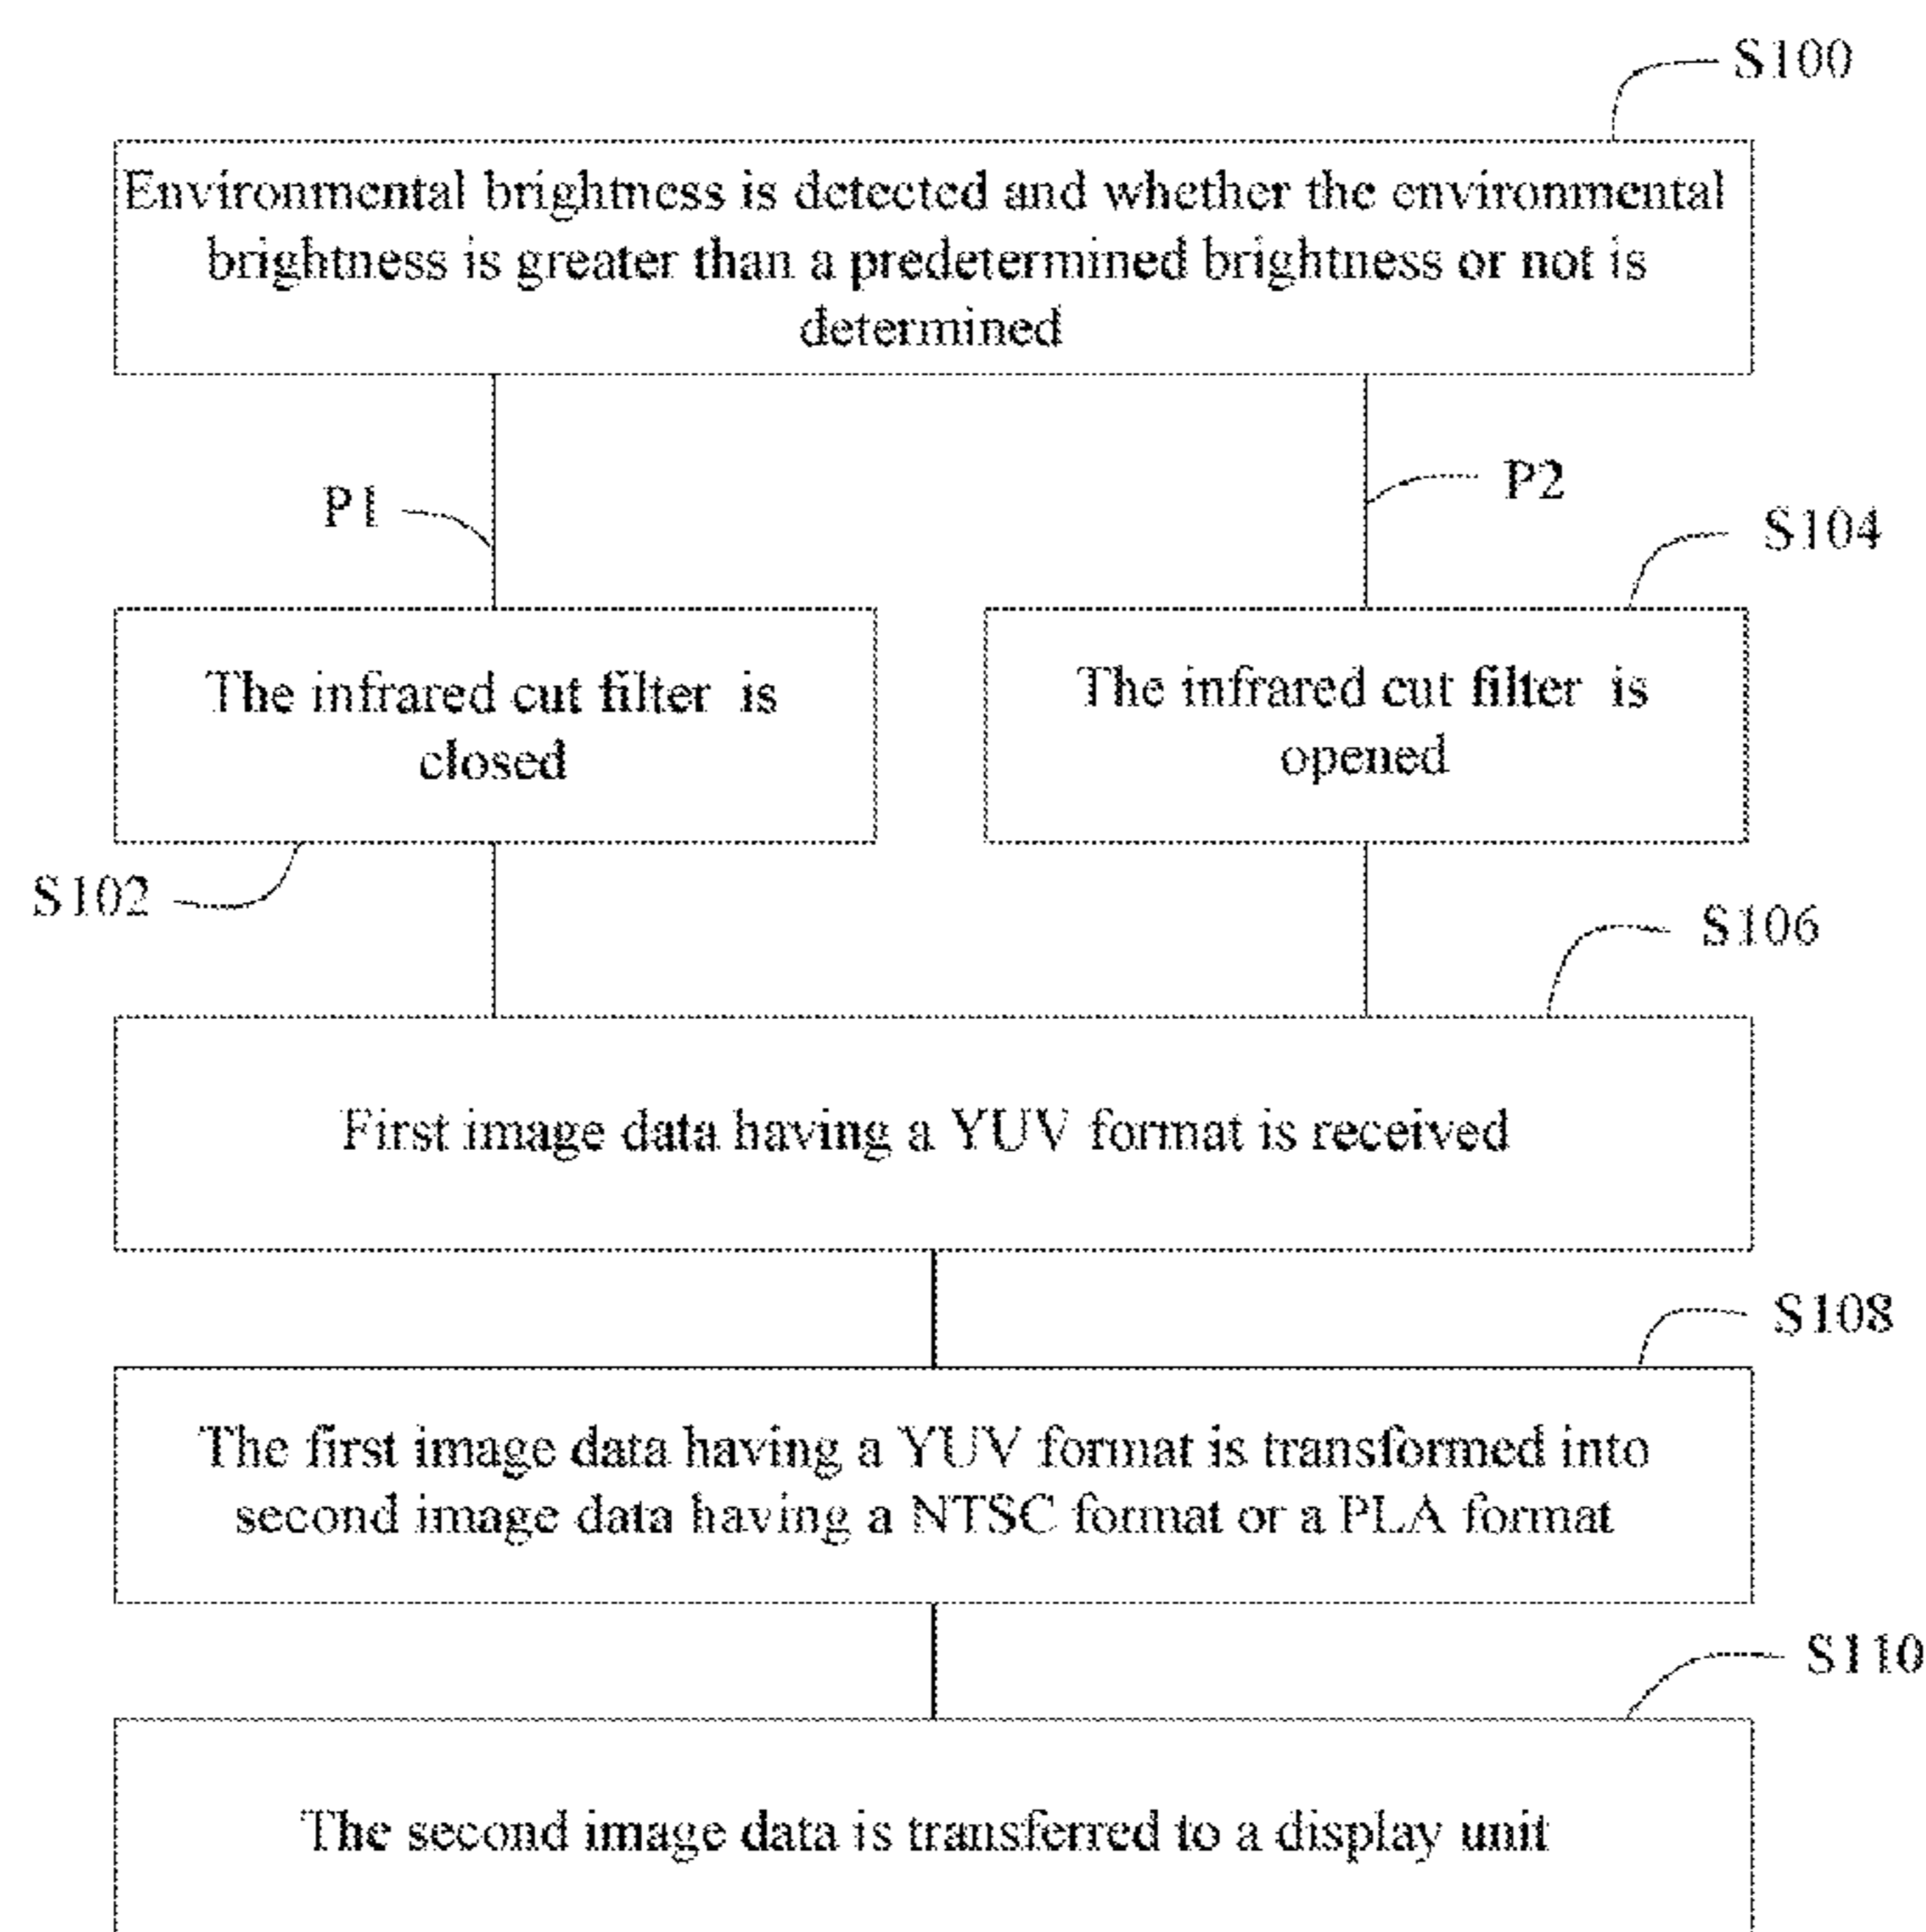 S100
Environmental brightness is detected and whether the environmental
brightness is greater than a predetermined brightness or not is
determined
P1
P2
S104
The infrared cut filter is
closed
The infrared cut filter is
opened
S102
S106
First image data having a YUV format is received
S108
The first image data having a YUV format is transformed into
second image data having a NTSC format or a PLA format
S110
The second image data is transferred to a display unit